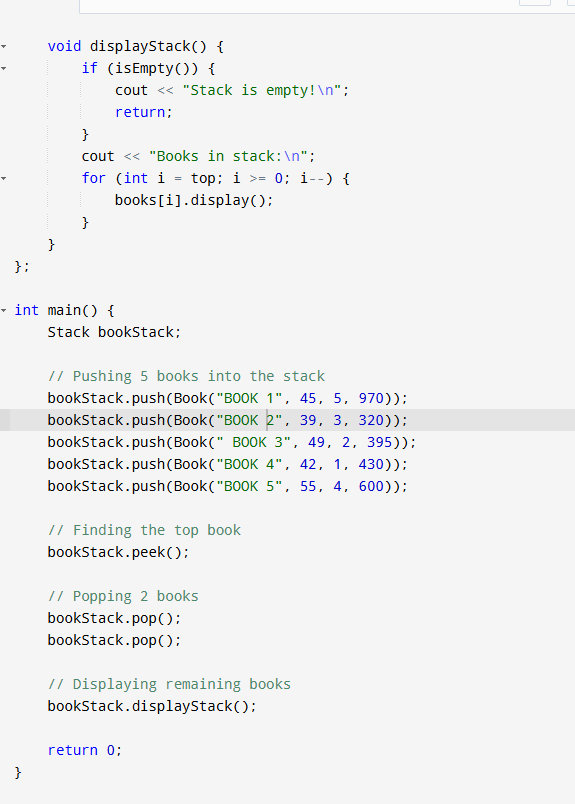 void displayStack() {
if (isEmpty()) {
cout << "Stack is empty!\n";
return;
}
cout << "Books in stack:\n";
for (int i = top; i >= 0; i--) {
books[i].display();
}
}
};
int main() {
Stack bookStack;
// Pushing 5 books into the stack
bookStack.push(Book("BOOK 1", 45, 5, 970));
bookStack.push(Book("BOOK 2", 39, 3, 320));
bookStack.push(Book(" BOOK 3", 49, 2, 395));
bookStack.push(Book("BOOK 4", 42, 1, 430));
bookStack.push(Book("BOOK 5", 55, 4, 600));
// Finding the top book
bookStack.peek();
// Popping 2 books
bookStack.pop();
bookStack.pop();
// Displaying remaining books
bookStack.displayStack();
return 0;
}